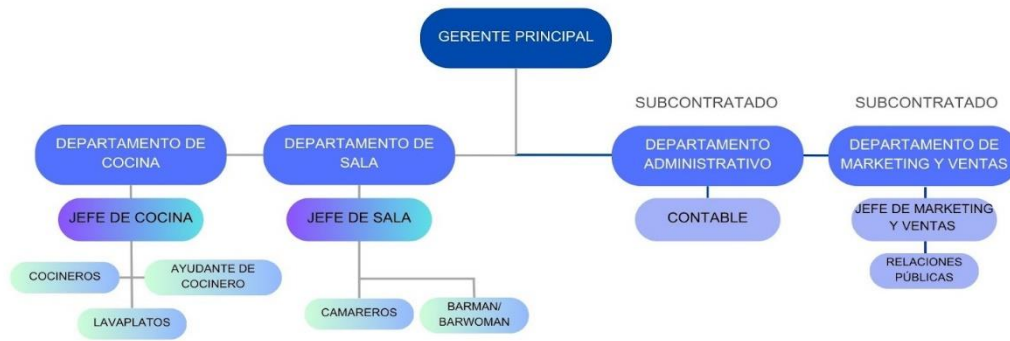 GERENTE PRINCIPAL
SUBCONTRATADO
SUBCONTRATADO
DEPARTAMENTO DE
COCINA
DEPARTAMENTO DE
SALA
DEPARTAMENTO
ADMINISTRATIVO
DEPARTAMENTO DE
MARKETING Y VENTAS
JEFE DE COCINA
JEFE DE SALA
CONTABLE
JEFE DE MARKETING
Y VENTAS
COCINEROS
AYUDANTE DE
COCINERO
RELACIONES
PÚBLICAS
LAVAPLATOS
CAMAREROS
BARMAN/
BARWOMAN